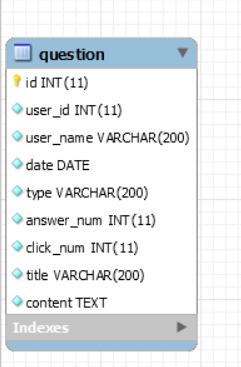 question
id INT(11)
user_id INT(11)
user_name VARCHAR(200)
date DATE
type VARCHAR(200)
answer_num INT(11)
click_num INT(11)
title VARCHAR(200)
content TEXT
Indexes